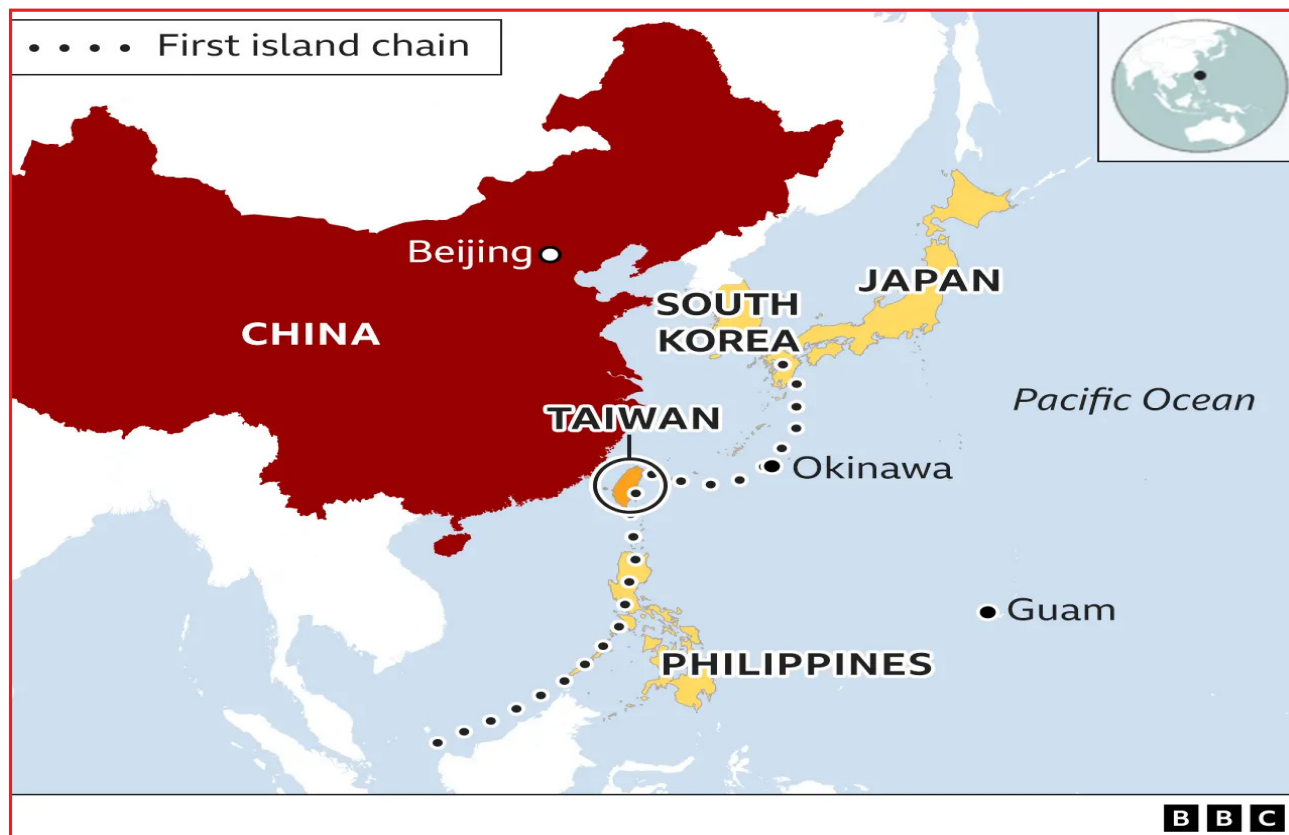 First island chain
Beijing
CHINA
SOUTH
KOREA
JAPAN
TAIWAN
Pacific Ocean
Okinawa
Guam
PHILIPPINES
BBC